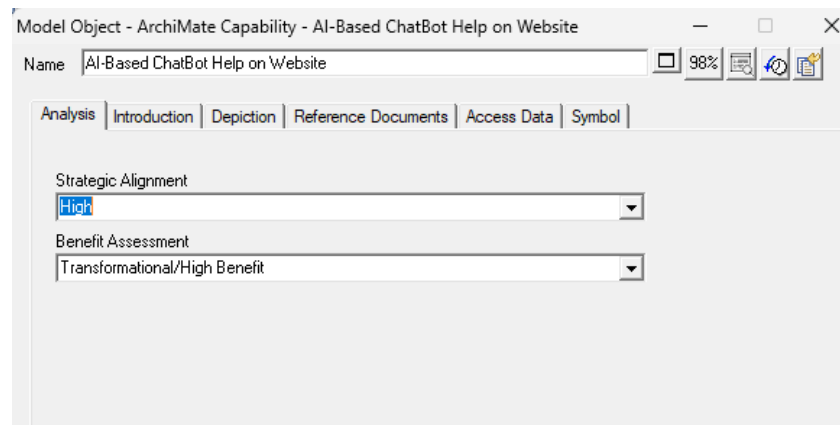 Model Object - ArchiMate Capability - AI-Based ChatBot Help on Website
Name AI-Based ChatBot Help on Website 98%
Analysis Introduction Depiction Reference Documents Access Data Symbol
Strategic Alignment
High
Benefit Assessment
Transformational/High Benefit